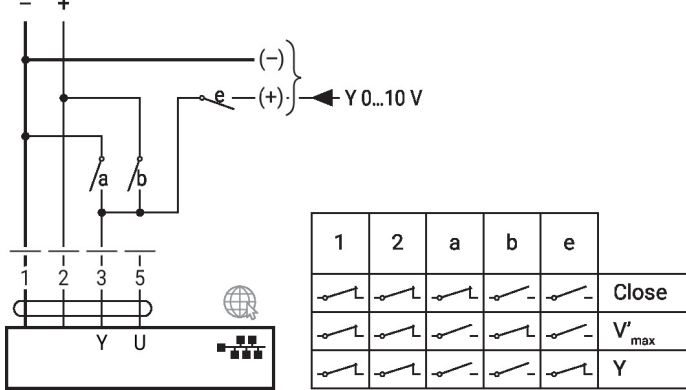 – +
(–)
e (+) Y 0...10 V
a b
1 2 3 5
Y U
1 2 a b e
Close
V'max
Y